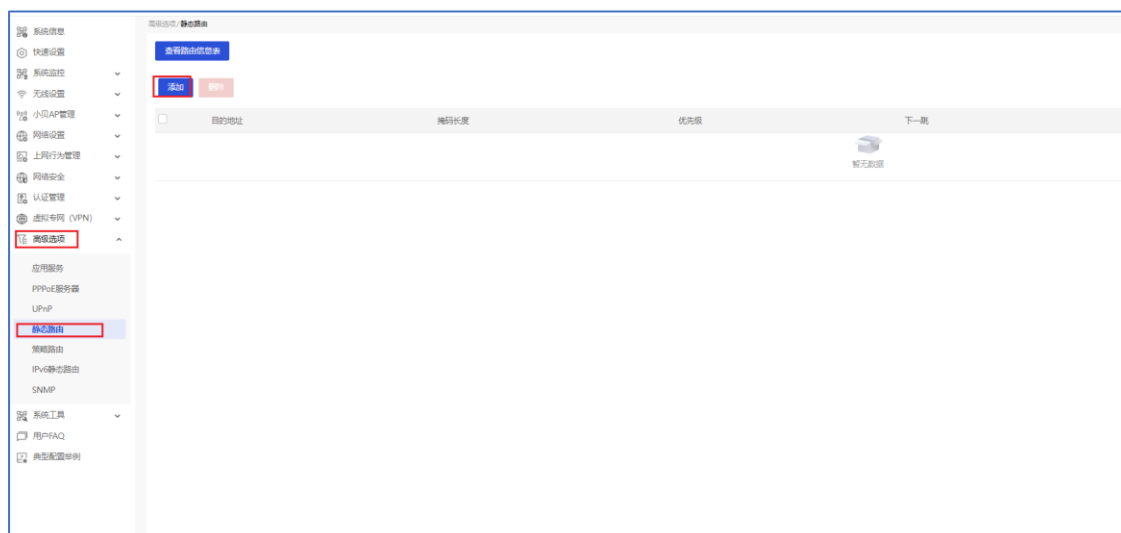 系统信息
快速设置
系统监控
无线设置
小贝AP管理
网络设置
上网行为管理
网络安全
认证管理
虚拟专网 (VPN)
高级选项
应用服务
PPPoE服务器
UPnP
静态路由
策略路由
IPv6静态路由
SNMP
系统工具
用户FAQ
典型配置举例
高级选项/静态路由
查看路由信息表
添加 删除
目的地址 掩码长度 优先级 下一跳
暂无数据